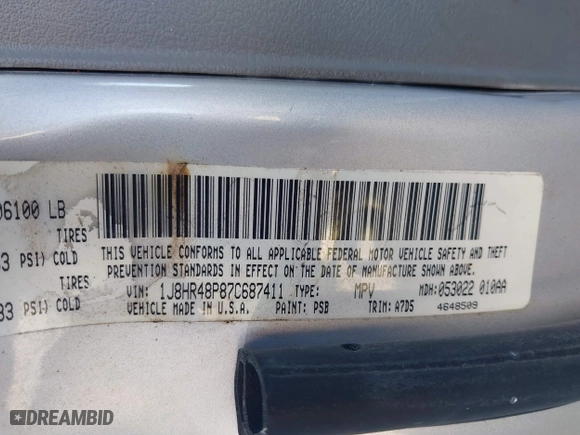 06100 LB
TIRES
33 PSI) COLD
TIRES
33 PSI) COLD
THIS VEHICLE CONFORMS TO ALL APPLICABLE FEDERAL MOTOR VEHICLE SAFETY AND THEFT
PREVENTION STANDARDS IN EFFECT ON THE DATE OF MANUFACTURE SHOWN ABOVE.
VIN: 1J8HR48P87C687411 TYPE: MPV MDH: 053022 010AA
VEHICLE MADE IN U.S.A. PAINT: PSB TRIM: A7D5 4648509
DREAMBID